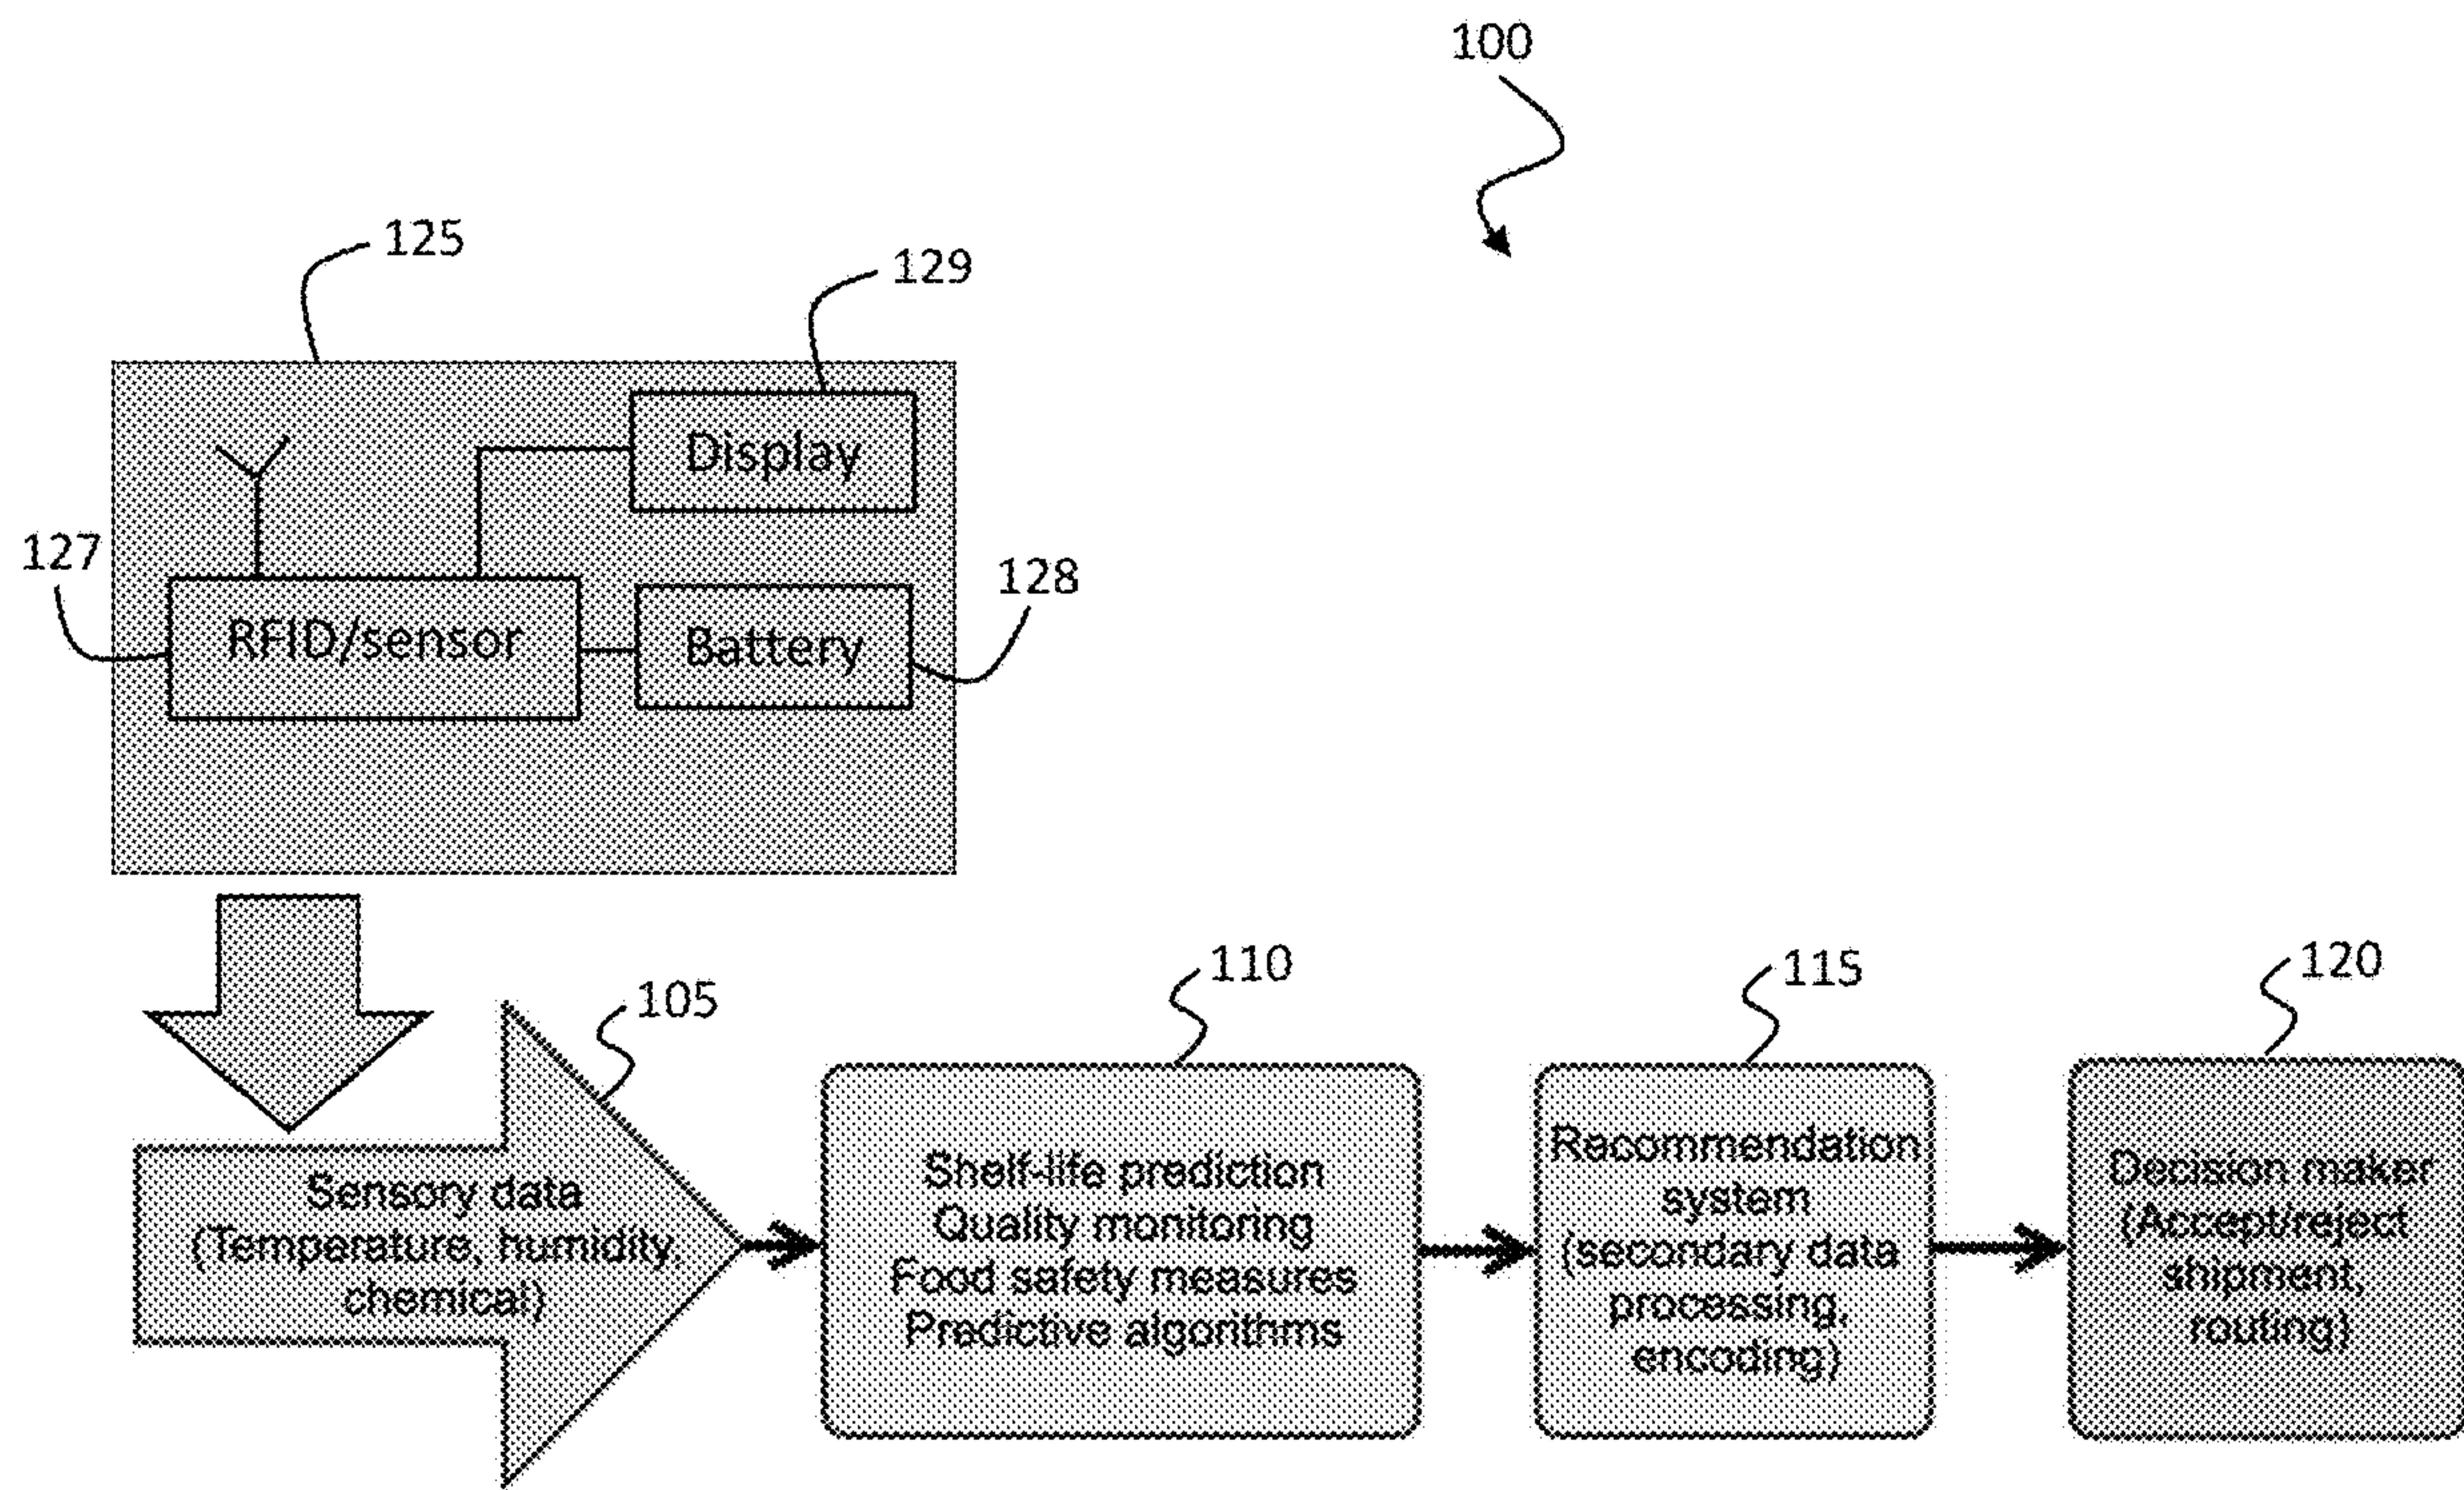 100
125
129
Display
127
128
RFID/sensor
Battery
105
110
115
120
Sensory data
(Temperature, humidity,
chemical)
Shelf-life prediction
Quality monitoring
Food safety measures
Predictive algorithms
Recommendation
system
(secondary data
processing,
encoding)
Decision maker
(Accept/reject
shipment,
routing)